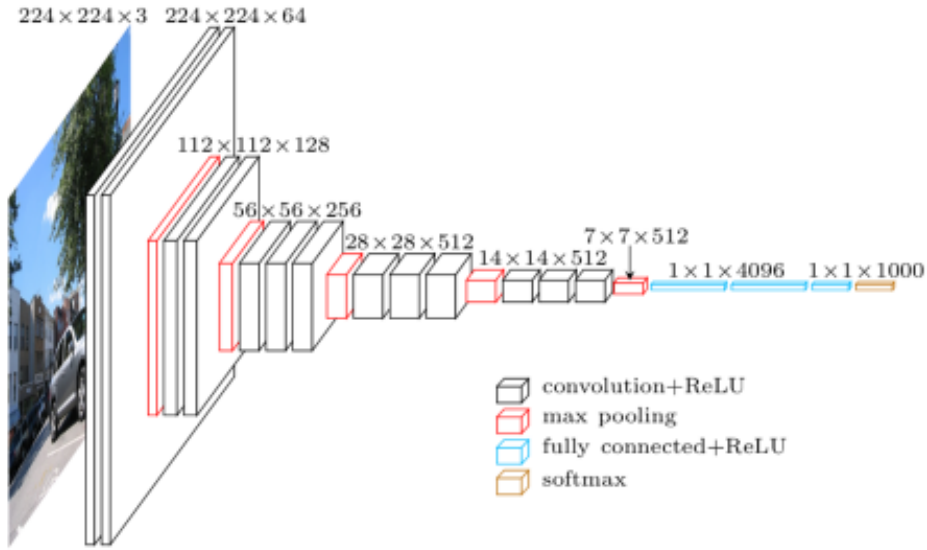 224×224×3
224×224×64
112×112×128
56×56×256
28×28×512
14×14×512
7×7×512
1×1×4096
1×1×1000
convolution+ReLU
max pooling
fully connected+ReLU
softmax